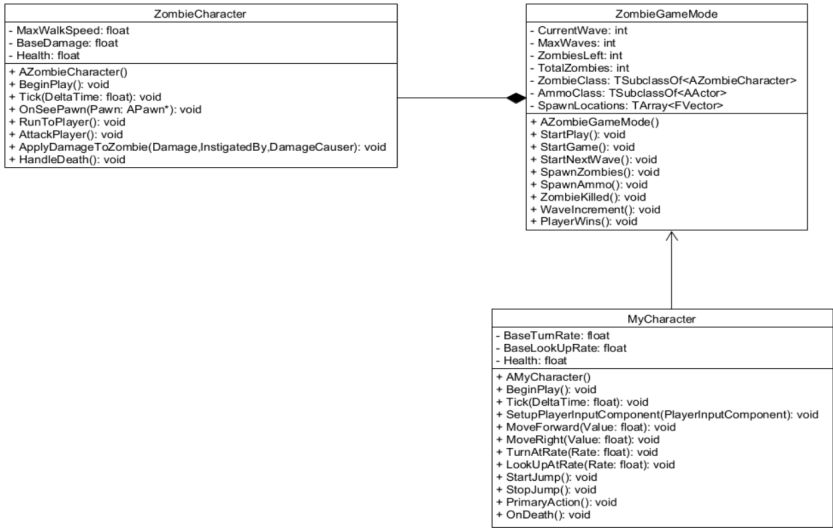 ZombieCharacter
- MaxWalkSpeed: float
- BaseDamage: float
- Health: float
+ AZombieCharacter()
+ BeginPlay(): void
+ Tick(DeltaTime: float): void
+ OnSeePawn(Pawn: APawn*): void
+ RunToPlayer(): void
+ AttackPlayer(): void
+ ApplyDamageToZombie(Damage,InstigatedBy,DamageCauser): void
+ HandleDeath(): void
ZombieGameMode
- CurrentWave: int
- MaxWaves: int
- ZombiesLeft: int
- TotalZombies: int
- ZombieClass: TSubclassOf<AZombieCharacter>
- AmmoClass: TSubclassOf<AActor>
- SpawnLocations: TArray<FVector>
+ AZombieGameMode()
+ StartPlay(): void
+ StartGame(): void
+ StartNextWave(): void
+ SpawnZombies(): void
+ SpawnAmmo(): void
+ ZombieKilled(): void
+ WaveIncrement(): void
+ PlayerWins(): void
MyCharacter
- BaseTurnRate: float
- BaseLookUpRate: float
- Health: float
+ AMyCharacter()
+ BeginPlay(): void
+ Tick(DeltaTime: float): void
+ SetupPlayerInputComponent(PlayerInputComponent): void
+ MoveForward(Value: float): void
+ MoveRight(Value: float): void
+ TurnAtRate(Rate: float): void
+ LookUpAtRate(Rate: float): void
+ StartJump(): void
+ StopJump(): void
+ PrimaryAction(): void
+ OnDeath(): void